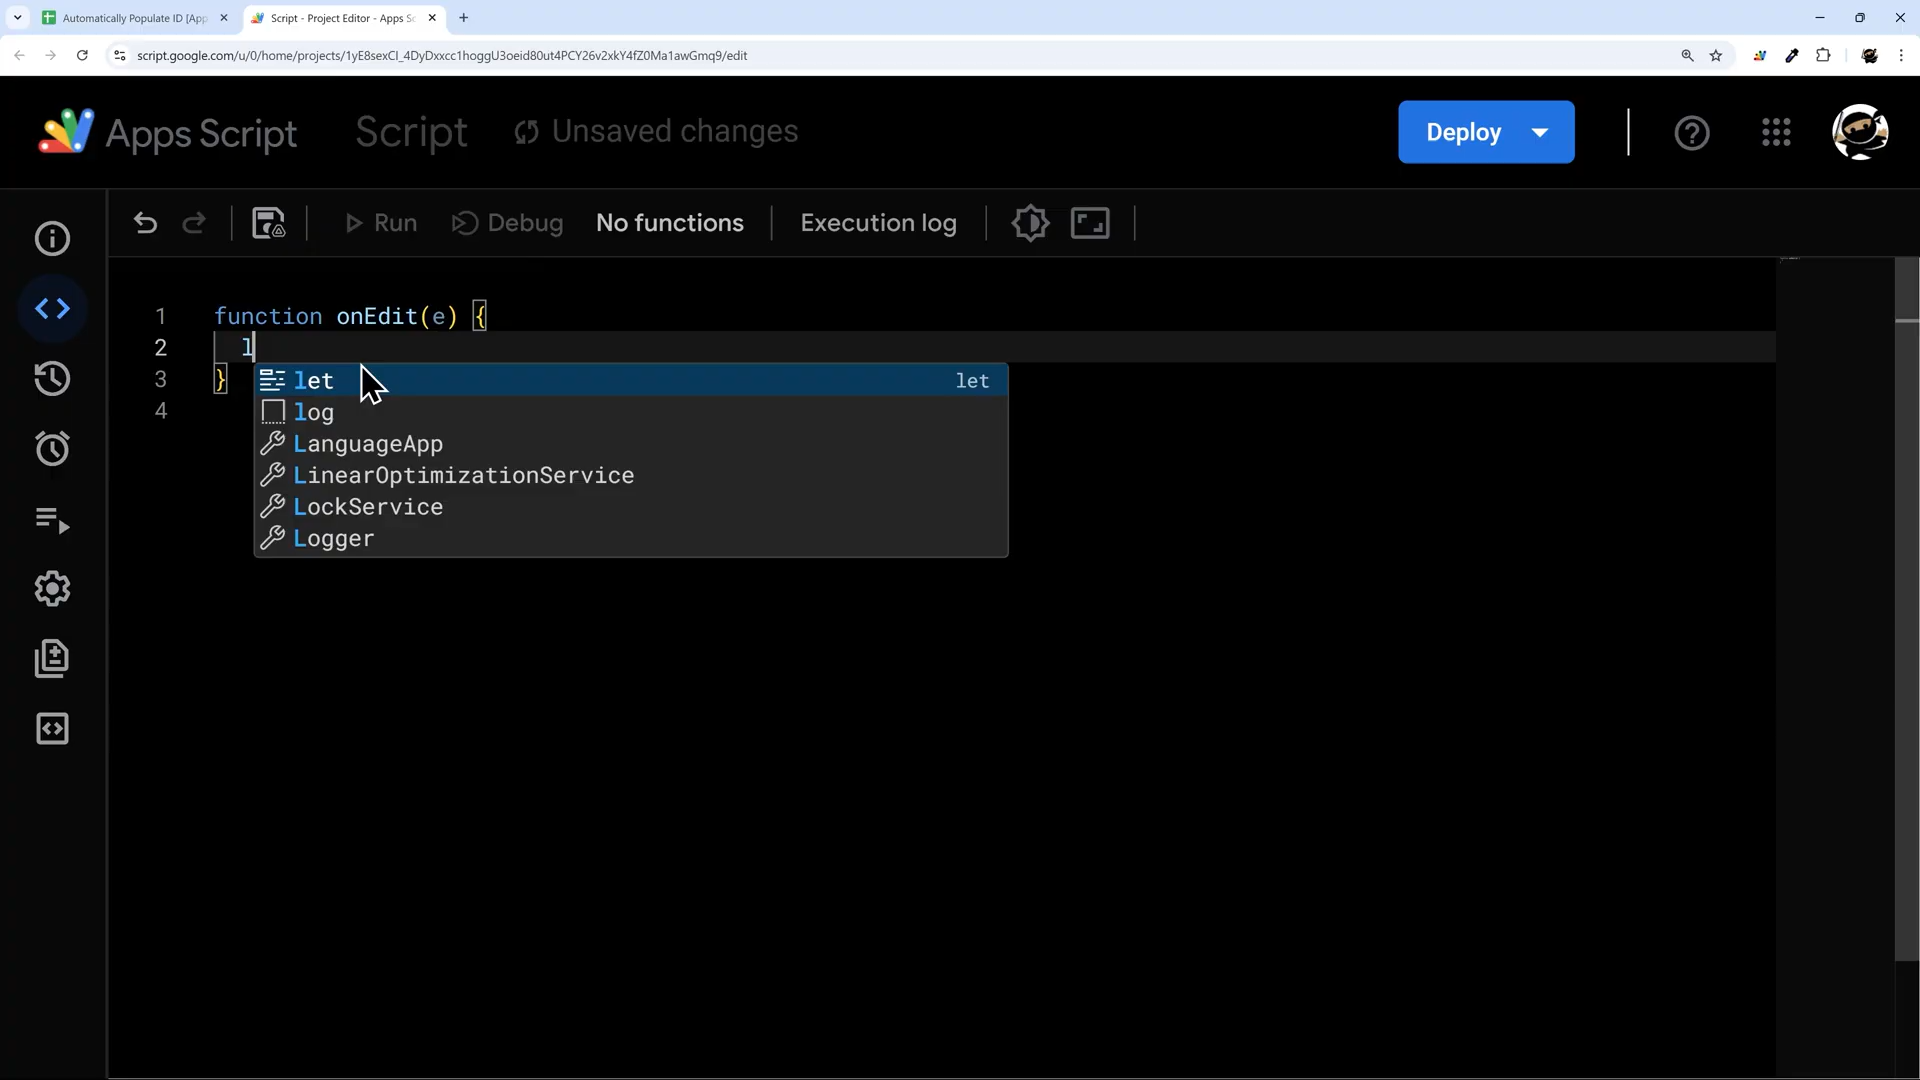 Automatically Populate ID [App
Script - Project Editor - Apps Sc
script.google.com/u/0/home/projects/1yE8sexCI_4DyDxxcc1hoggU3oeid80ut4PCY26v2xkY4fZ0Ma1awGmq9/edit
Apps Script
Script
Unsaved changes
Deploy
Run
Debug
No functions
Execution log
1 function onEdit(e) {
2 l
3 }
4
let let
log
LanguageApp
LinearOptimizationService
LockService
Logger